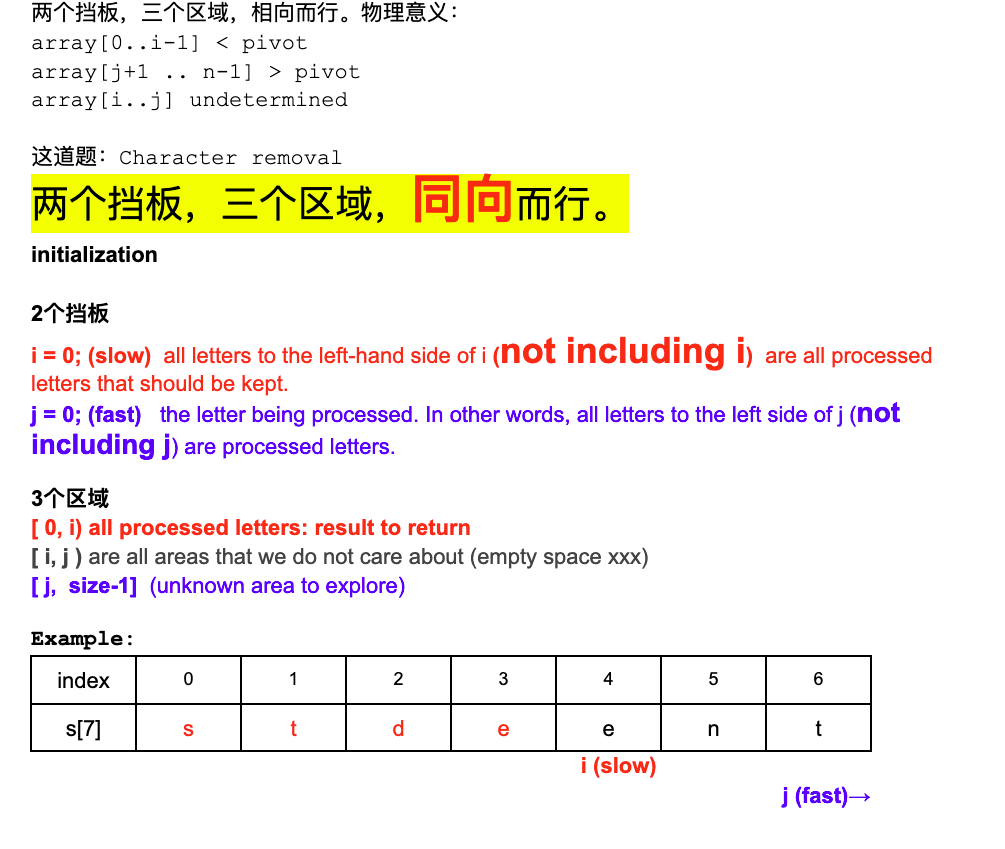 两个挡板，三个区域，相向而行。物理意义：
array[0..i-1] < pivot
array[j+1 .. n-1] > pivot
array[i..j] undetermined
这道题：Character removal
两个挡板，三个区域，同向而行。
initialization
2个挡板
i = 0; (slow)  all letters to the left-hand side of i (not including i)  are all processed
letters that should be kept.
j = 0; (fast)   the letter being processed. In other words, all letters to the left side of j (not
including j) are processed letters.
3个区域
[ 0, i) all processed letters: result to return
[ i, j ) are all areas that we do not care about (empty space xxx)
[ j,  size-1]  (unknown area to explore)
Example:
index 0 1 2 3 4 5 6
s[7] s t d e e n t
i (slow)
j (fast)→